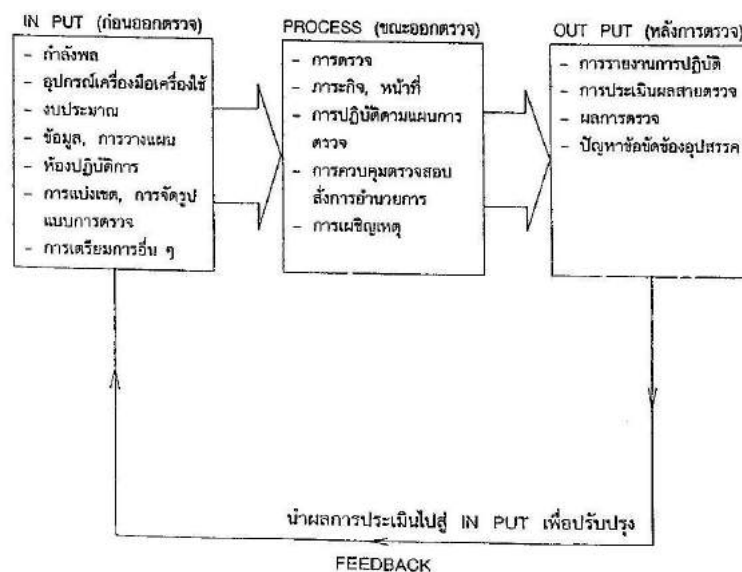 IN PUT (ก่อนออกตรวจ)
- กำลังพล
- อุปกรณ์เครื่องมือเครื่องใช้
- งบประมาณ
- ข้อมูล, การวางแผน
- ห้องปฏิบัติการ
- การแบ่งเขต, การจัดรูป
แบบการตรวจ
- การเตรียมการอื่น ๆ
PROCESS (ขณะออกตรวจ)
- การตรวจ
- ภาระกิจ, หน้าที่
- การปฏิบัติตามแผนการ
ตรวจ
- การควบคุมตรวจสอบ
สั่งการอำนวยการ
- การเผชิญเหตุ
OUT PUT (หลังการตรวจ)
- การรายงานการปฏิบัติ
- การประเมินผลสายตรวจ
- ผลการตรวจ
- ปัญหาข้อขัดข้องอุปสรรค
นำผลการประเมินไปสู่ IN PUT เพื่อปรับปรุง
FEEDBACK